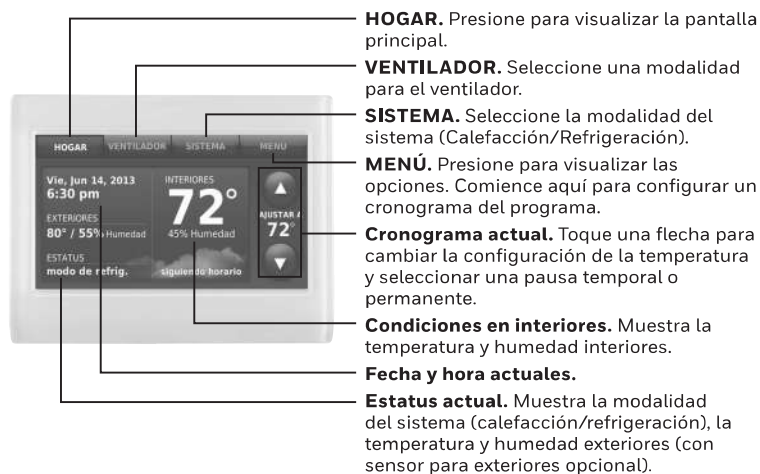 HOGAR. Presione para visualizar la pantalla
principal.
VENTILADOR. Seleccione una modalidad
para el ventilador.
SISTEMA. Seleccione la modalidad del
sistema (Calefacción/Refrigeración).
MENÚ. Presione para visualizar las
opciones. Comience aquí para configurar un
cronograma del programa.
Cronograma actual. Toque una flecha para
cambiar la configuración de la temperatura
y seleccionar una pausa temporal o
permanente.
Condiciones en interiores. Muestra la
temperatura y humedad interiores.
Fecha y hora actuales.
Estatus actual. Muestra la modalidad
del sistema (calefacción/refrigeración), la
temperatura y humedad exteriores (con
sensor para exteriores opcional).
HOGAR VENTILADOR SISTEMA MENÚ
Vie, Jun 14, 2013
6:30 pm
EXTERIORES
80° / 55% Humedad
ESTATUS
modo de refrig.
INTERIORES
72°
45% Humedad
siguiendo horario
AJUSTAR A
72°